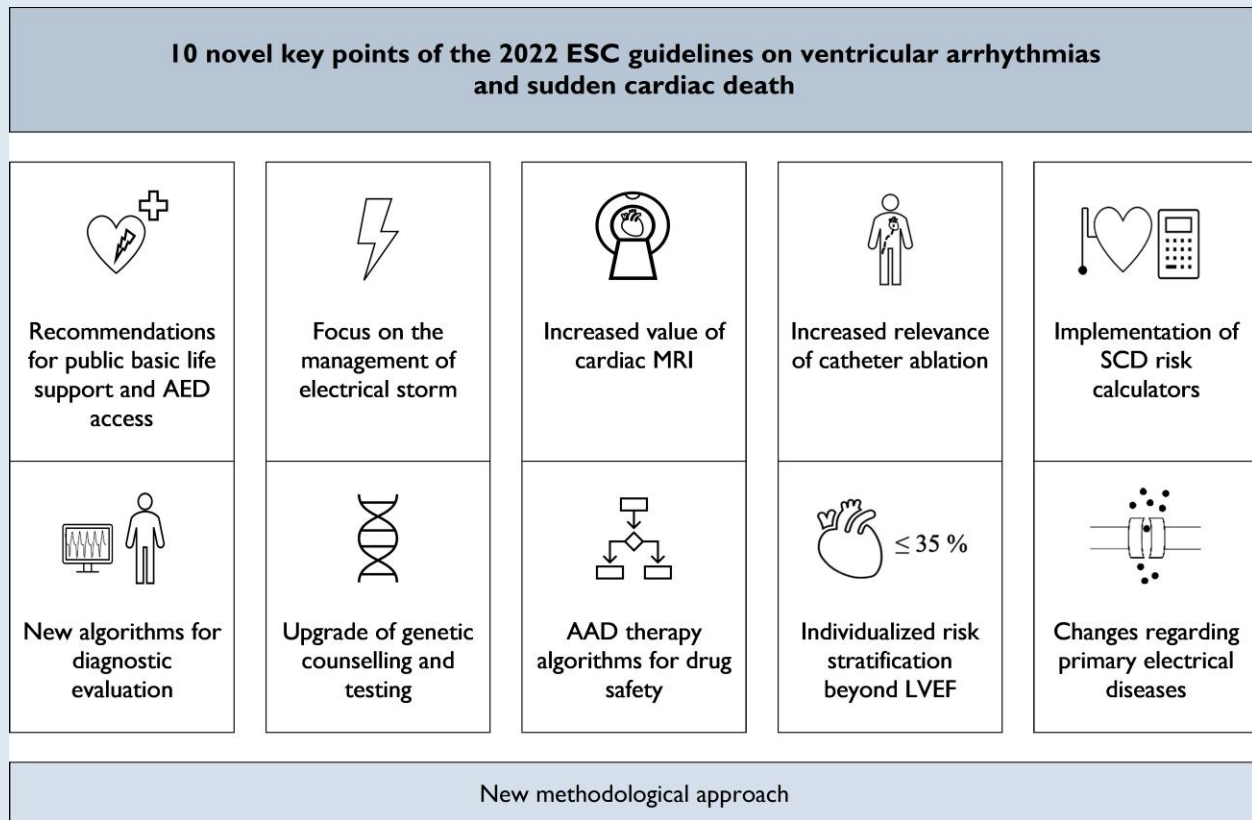 10 novel key points of the 2022 ESC guidelines on ventricular arrhythmias
and sudden cardiac death
Recommendations
for public basic life
support and AED
access
Focus on the
management of
electrical storm
Increased value of
cardiac MRI
Increased relevance
of catheter ablation
Implementation of
SCD risk
calculators
New algorithms for
diagnostic
evaluation
Upgrade of genetic
counselling and
testing
AAD therapy
algorithms for drug
safety
≤ 35 %
Individualized risk
stratification
beyond LVEF
Changes regarding
primary electrical
diseases
New methodological approach